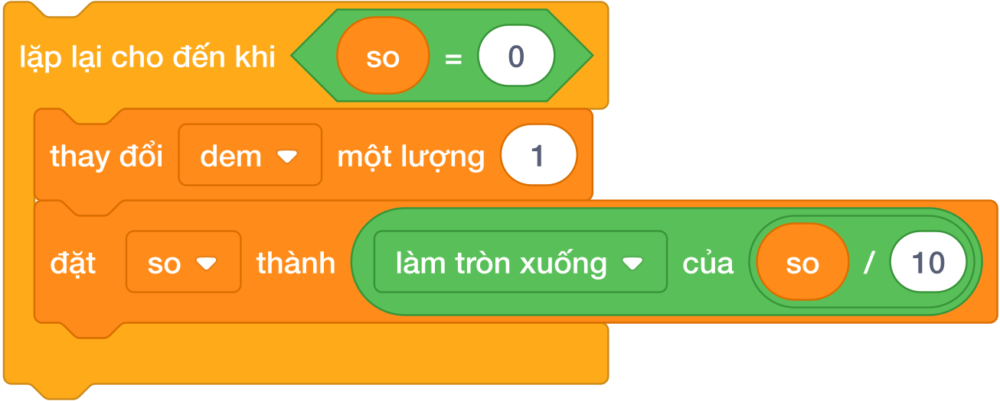 lặp lại cho đến khi so = 0
thay đổi dem một lượng 1
đặt so thành làm tròn xuống của so / 10